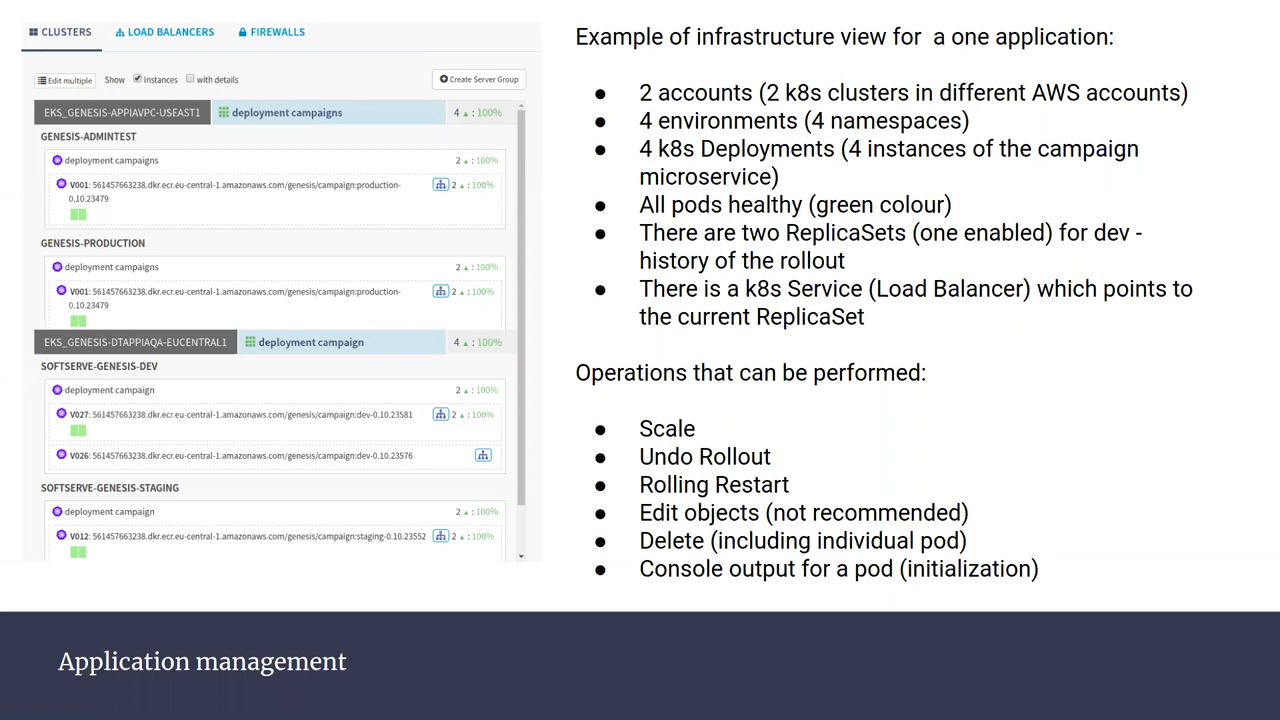 CLUSTERS
LOAD BALANCERS
FIREWALLS
Edit multiple
Show
Instances
with details
Create Server Group
EKS_GENESIS-APPIAVPC-USEAST1
deployment campaigns
4 ▲ : 100%
GENESIS-ADMINTEST
deployment campaigns
2 ▲ : 100%
V001: 561457663238.dkr.ecr.eu-central-1.amazonaws.com/genesis/campaign:production-
0.10.23479
2 ▲ : 100%
GENESIS-PRODUCTION
deployment campaigns
2 ▲ : 100%
V001: 561457663238.dkr.ecr.eu-central-1.amazonaws.com/genesis/campaign:production-
0.10.23479
2 ▲ : 100%
EKS_GENESIS-DTAPPIAQA-EUCENTRAL1
deployment campaign
4 ▲ : 100%
SOFTSERVE-GENESIS-DEV
deployment campaign
2 ▲ : 100%
V027: 561457663238.dkr.ecr.eu-central-1.amazonaws.com/genesis/campaign:dev-0.10.23581
2 ▲ : 100%
V026: 561457663238.dkr.ecr.eu-central-1.amazonaws.com/genesis/campaign:dev-0.10.23576
SOFTSERVE-GENESIS-STAGING
deployment campaign
2 ▲ : 100%
V012: 561457663238.dkr.ecr.eu-central-1.amazonaws.com/genesis/campaign:staging-0.10.23552
2 ▲ : 100%
Example of infrastructure view for a one application:
● 2 accounts (2 k8s clusters in different AWS accounts)
● 4 environments (4 namespaces)
● 4 k8s Deployments (4 instances of the campaign
microservice)
● All pods healthy (green colour)
● There are two ReplicaSets (one enabled) for dev -
history of the rollout
● There is a k8s Service (Load Balancer) which points to
the current ReplicaSet
Operations that can be performed:
● Scale
● Undo Rollout
● Rolling Restart
● Edit objects (not recommended)
● Delete (including individual pod)
● Console output for a pod (initialization)
Application management